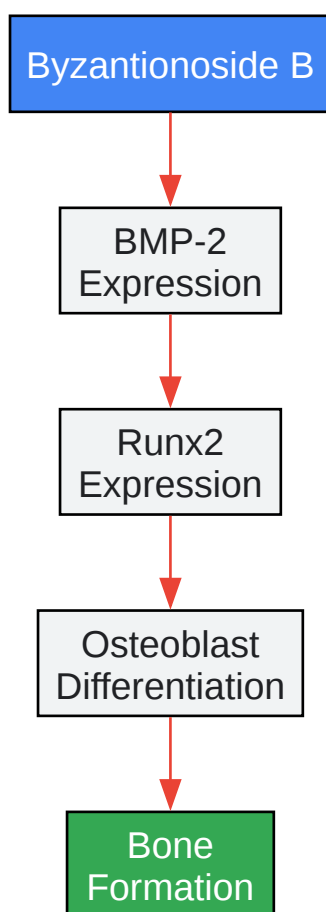 Byzantionoside B
BMP-2
Expression
Runx2
Expression
Osteoblast
Differentiation
Bone
Formation